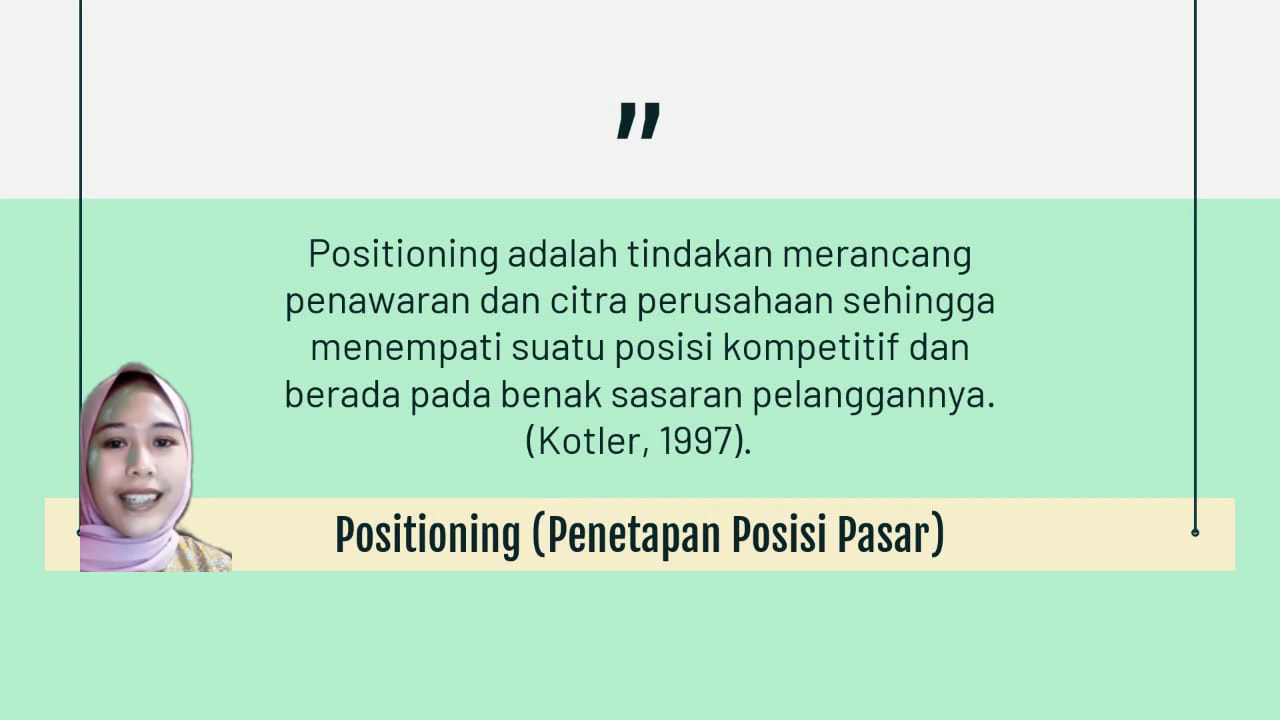 ”
Positioning adalah tindakan merancang
penawaran dan citra perusahaan sehingga
menempati suatu posisi kompetitif dan
berada pada benak sasaran pelanggannya.
(Kotler, 1997).
Positioning (Penetapan Posisi Pasar)